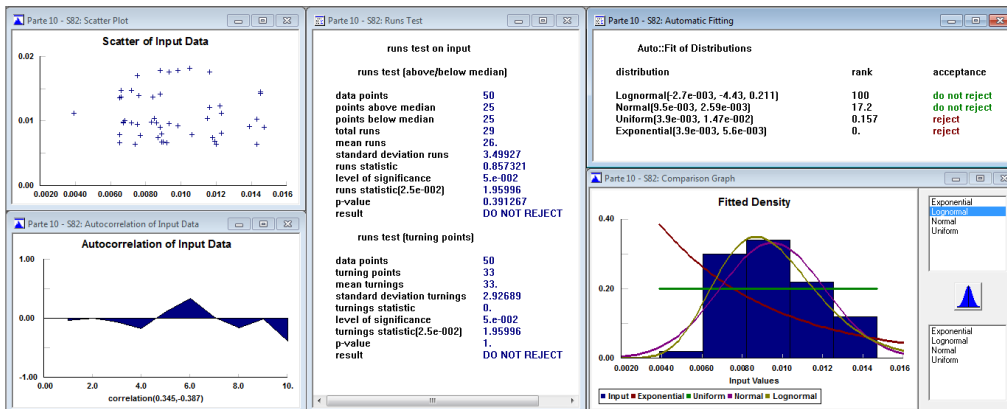 Parte 10 - S82: Scatter Plot
Scatter of Input Data
0.02
0.01
0.00
0.0020 0.0040 0.0060 0.0080 0.010 0.012 0.014 0.016
Parte 10 - S82: Autocorrelation of Input Data
Autocorrelation of Input Data
1.00
0.00
-1.00
0.00 2.0 4.0 6.0 8.0 10.
correlation(0.345,-0.387)
Parte 10 - S82: Runs Test
runs test on input
runs test (above/below median)
data points 50
points above median 25
points below median 25
total runs 29
mean runs 26.
standard deviation runs 3.49927
runs statistic 0.857321
level of significance 5.e-002
runs statistic(2.5e-002) 1.95996
p-value 0.391267
result DO NOT REJECT
runs test (turning points)
data points 50
turning points 33
mean turnings 33.
standard deviation turnings 2.92689
turnings statistic 0.
level of significance 5.e-002
turnings statistic(2.5e-002) 1.95996
p-value 1.
result DO NOT REJECT
Parte 10 - S82: Automatic Fitting
Auto::Fit of Distributions
distribution rank acceptance
Lognormal(-2.7e-003, -4.43, 0.211) 100 do not reject
Normal(9.5e-003, 2.59e-003) 17.2 do not reject
Uniform(3.9e-003, 1.47e-002) 0.157 reject
Exponential(3.9e-003, 5.6e-003) 0. reject
Parte 10 - S82: Comparison Graph
Fitted Density
0.40
0.20
0.00
0.0020 0.0040 0.0060 0.0080 0.010 0.012 0.014 0.016
Input Values
Input Exponential Uniform Normal Lognormal
Exponential
Lognormal
Normal
Uniform
Exponential
Lognormal
Normal
Uniform